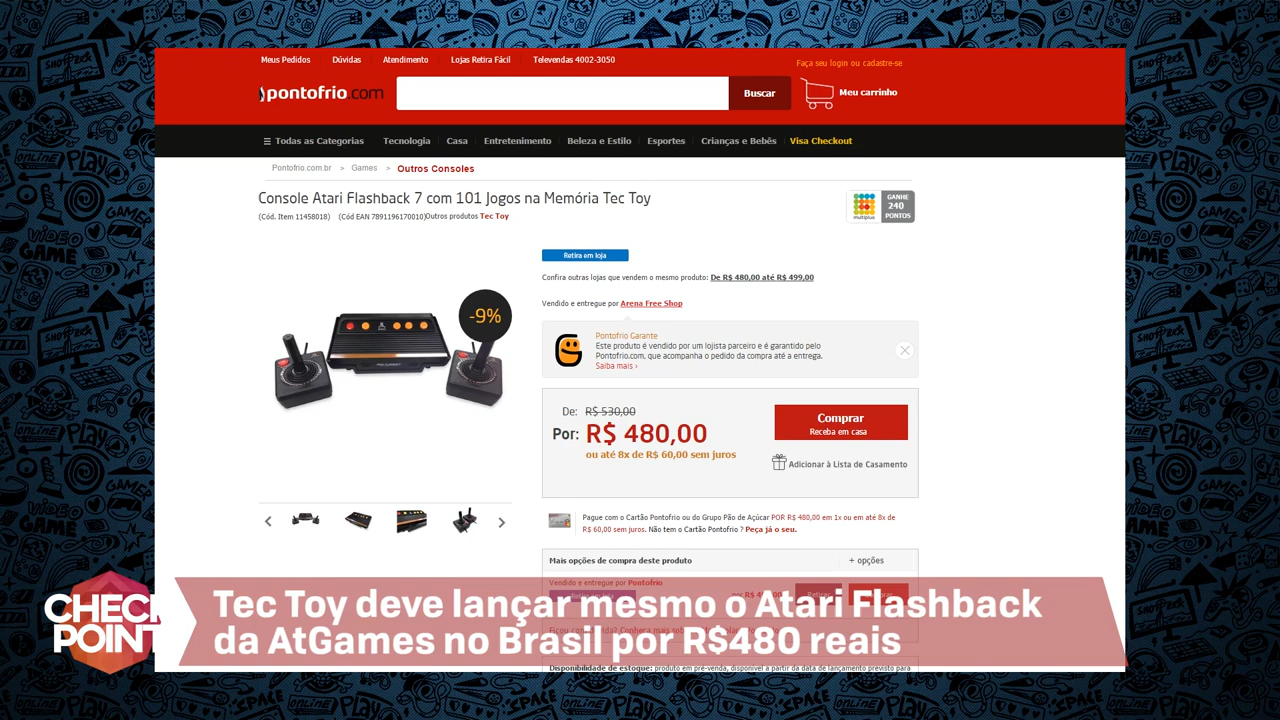 Meus Pedidos Dúvidas Atendimento Lojas Retira Fácil Televendas 4002-3050
Faça seu login ou cadastre-se
pontofrio.com
Buscar
Meu carrinho
Todas as Categorias Tecnologia Casa Entretenimento Beleza e Estilo Esportes Crianças e Bebês Visa Checkout
Pontofrio.com.br > Games > Outros Consoles
Console Atari Flashback 7 com 101 Jogos na Memória Tec Toy
(Cód. Item 11458018) (Cód EAN 7891196170010)Outros produtos Tec Toy
multiplus
GANHE
240
PONTOS
Retira em loja
Confira outras lojas que vendem o mesmo produto: De R$ 480,00 até R$ 499,00
Vendido e entregue por Arena Free Shop
-9%
Pontofrio Garante
Este produto é vendido por um lojista parceiro e é garantido pelo
Pontofrio.com, que acompanha o pedido da compra até a entrega.
Saiba mais ›
De: R$ 530,00
Por: R$ 480,00
ou até 8x de R$ 60,00 sem juros
Comprar
Receba em casa
Adicionar à Lista de Casamento
Pague com o Cartão Pontofrio ou do Grupo Pão de Açúcar POR R$ 480,00 em 1x ou em até 8x de
R$ 60,00 sem juros. Não tem o Cartão Pontofrio ? Peça já o seu.
Mais opções de compra deste produto + opções
Vendido e entregue por Pontofrio
CHECK
POINT
Tec Toy deve lançar mesmo o Atari Flashback
da AtGames no Brasil por R$480 reais
Disponibilidade de estoque: produto em pré-venda, disponível a partir da data de lançamento previsto para